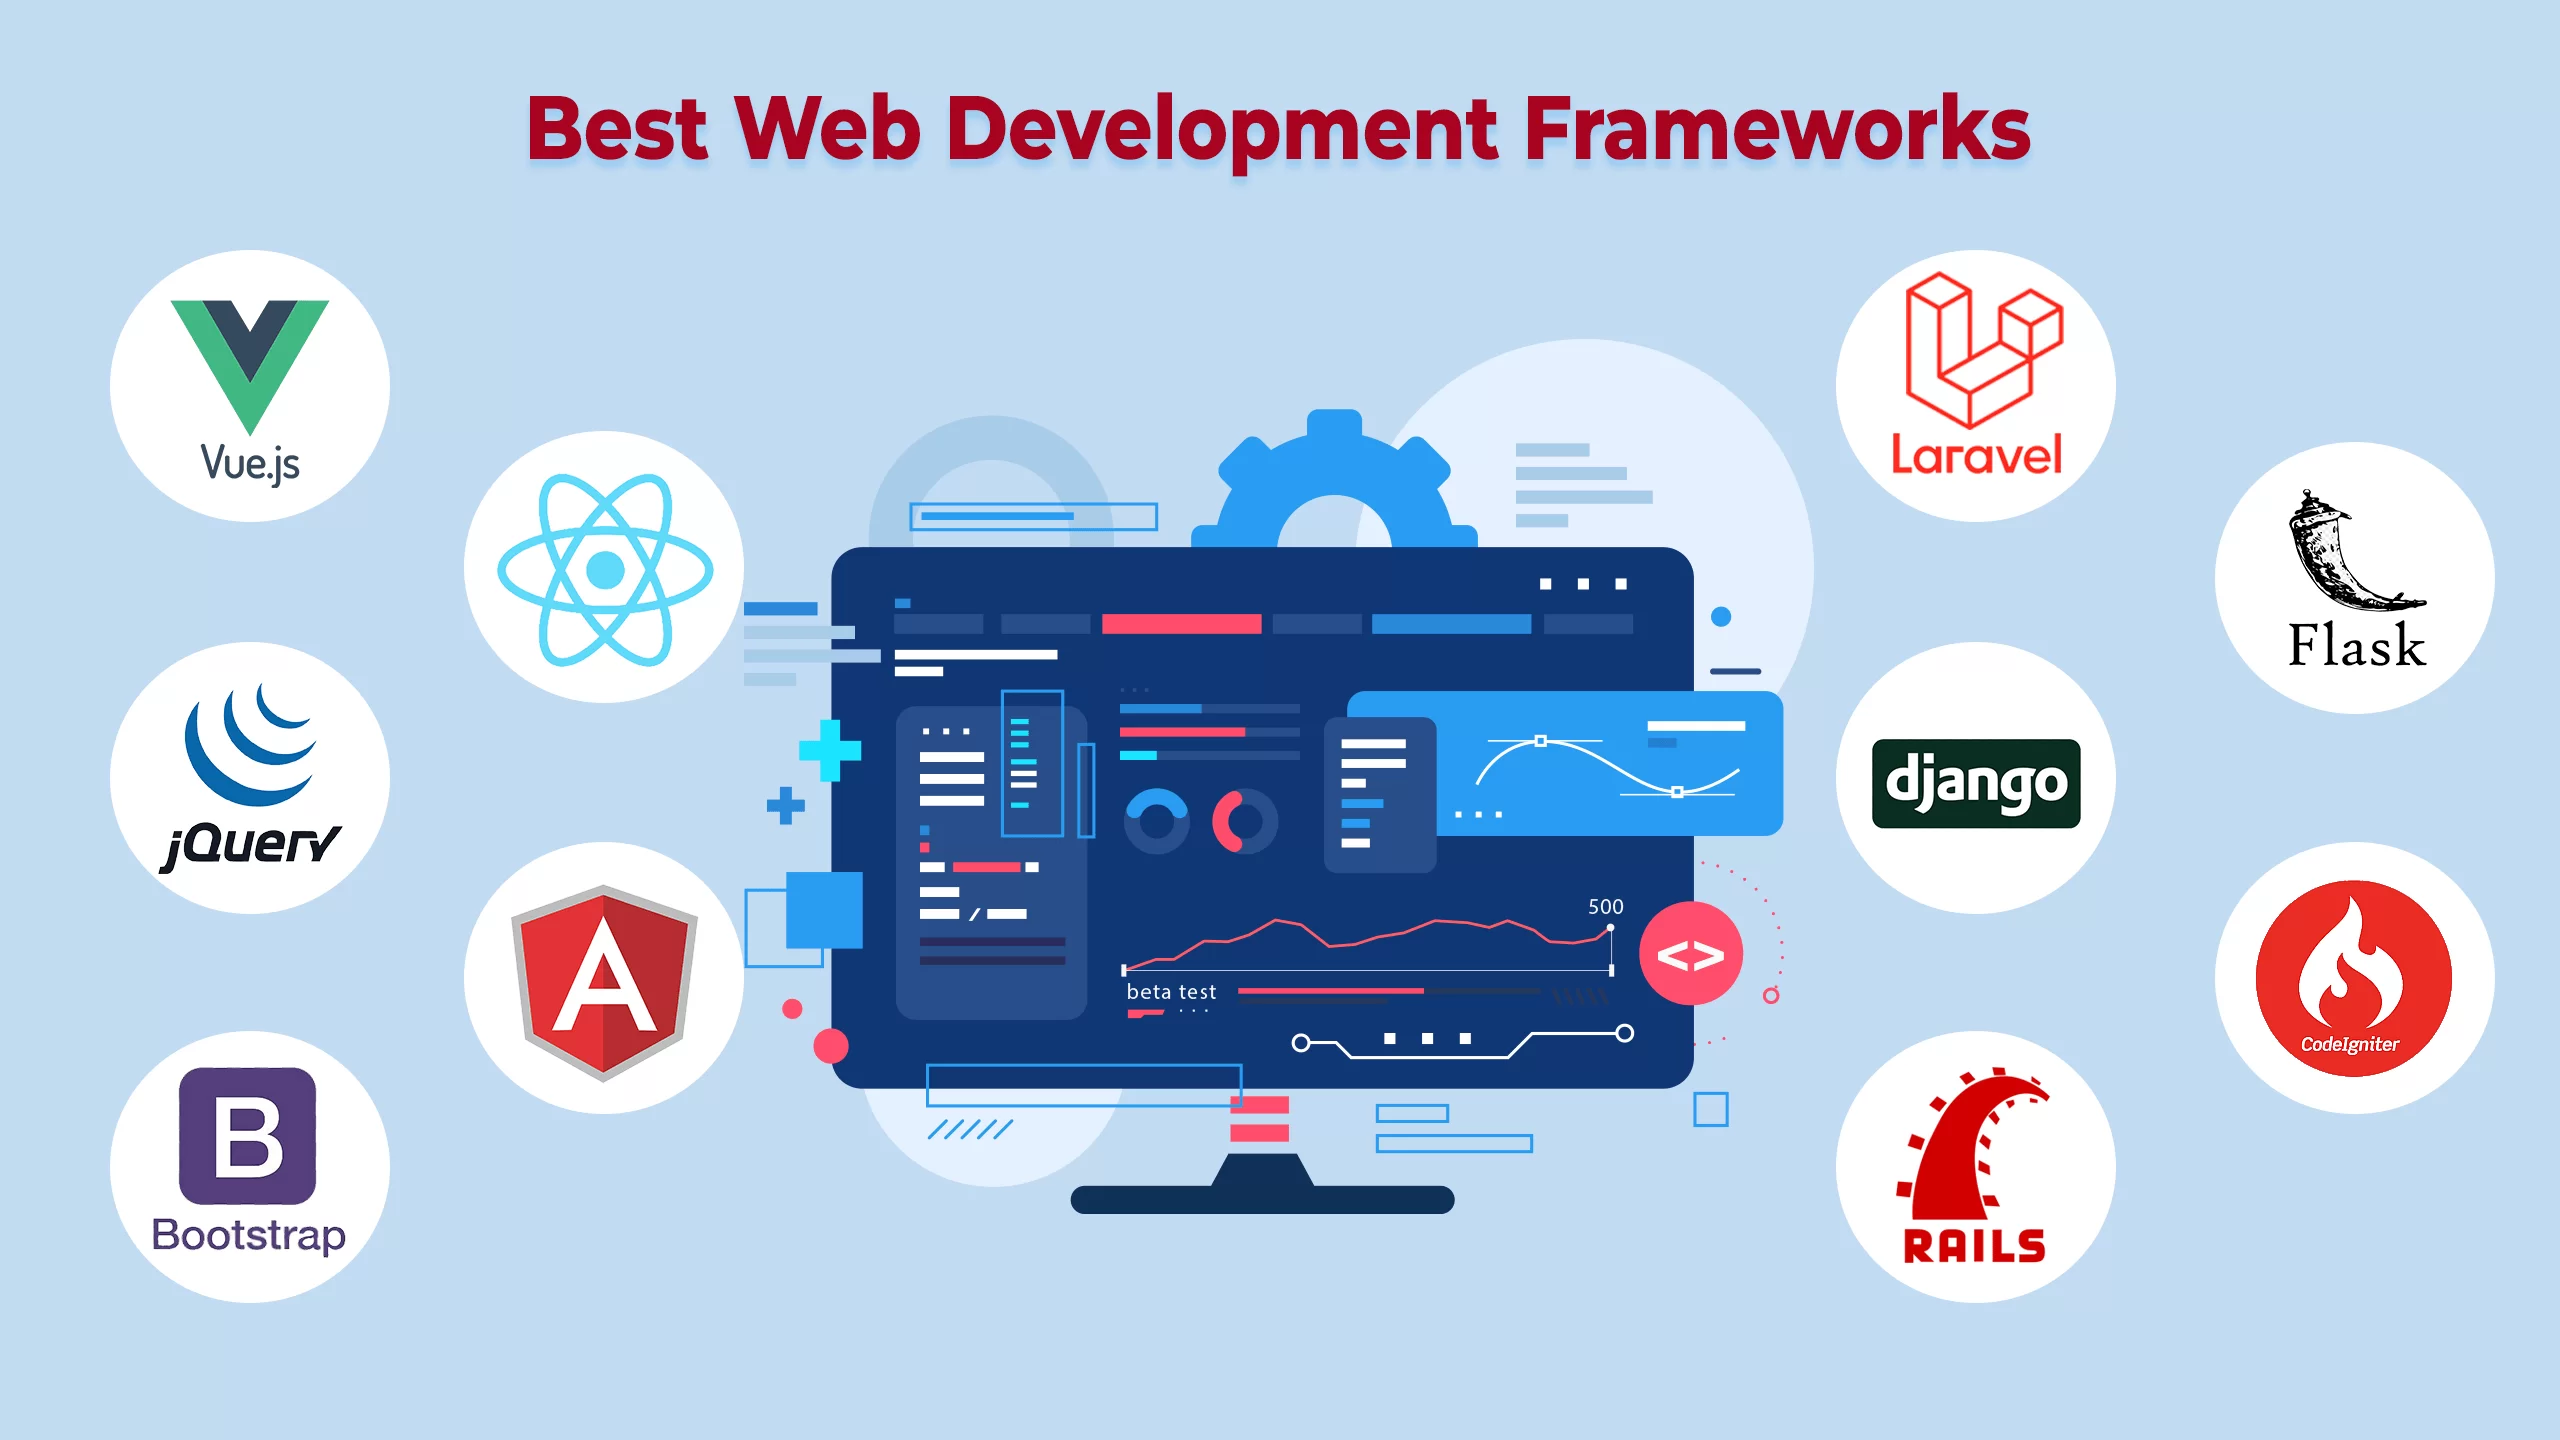 Best Web Development Frameworks
Vue.js
Laravel
Flask
jQuery
django
500
<>
beta test
CodeIgniter
A
B
Bootstrap
RAILS